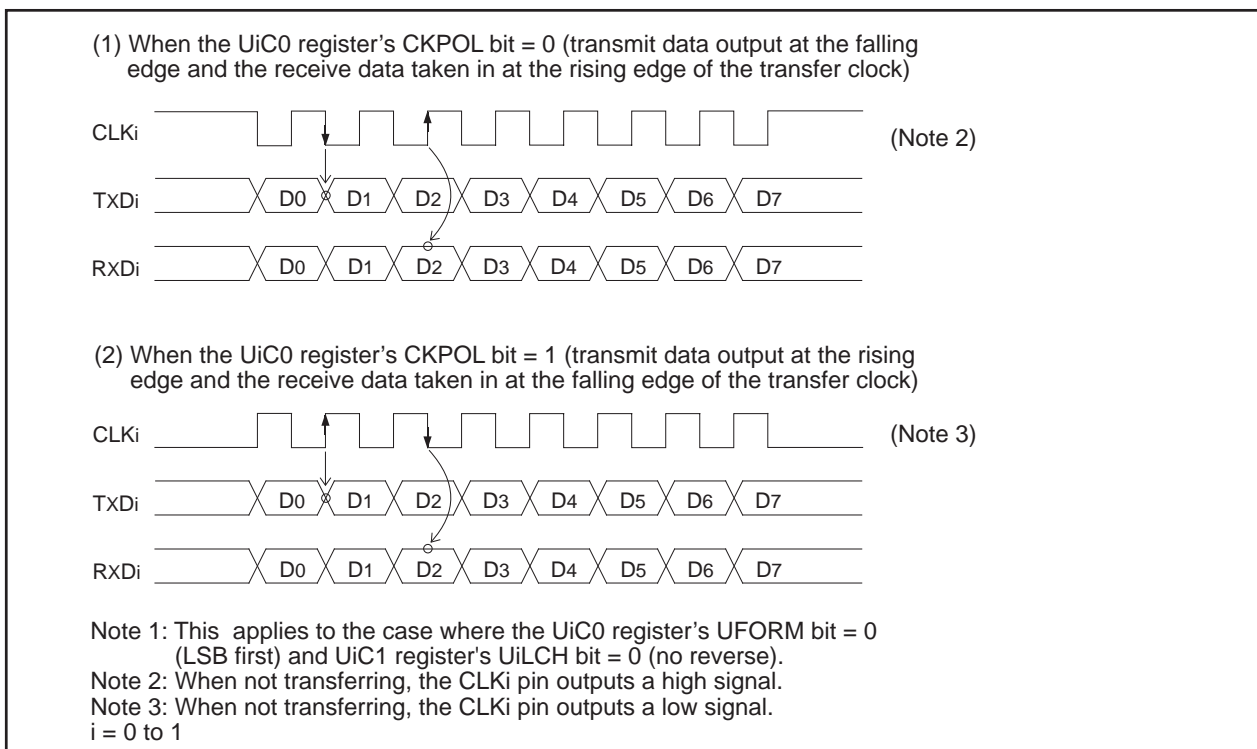 (1) When the UiC0 register's CKPOL bit = 0 (transmit data output at the falling
edge and the receive data taken in at the rising edge of the transfer clock)
CLKi
(Note 2)
TXDi
D0 D1 D2 D3 D4 D5 D6 D7
RXDi
D0 D1 D2 D3 D4 D5 D6 D7
(2) When the UiC0 register's CKPOL bit = 1 (transmit data output at the rising
edge and the receive data taken in at the falling edge of the transfer clock)
CLKi
(Note 3)
TXDi
D0 D1 D2 D3 D4 D5 D6 D7
RXDi
D0 D1 D2 D3 D4 D5 D6 D7
Note 1: This applies to the case where the UiC0 register's UFORM bit = 0
(LSB first) and UiC1 register's UiLCH bit = 0 (no reverse).
Note 2: When not transferring, the CLKi pin outputs a high signal.
Note 3: When not transferring, the CLKi pin outputs a low signal.
i = 0 to 1